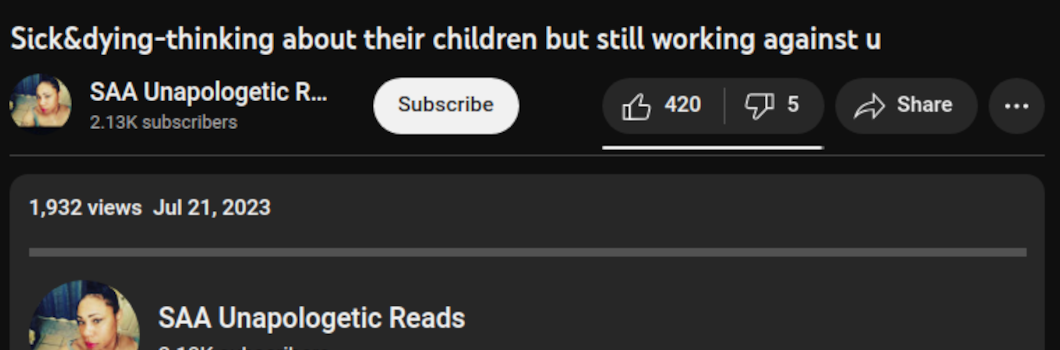 Sick&dying-thinking about their children but still working against u
SAA Unapologetic R...
2.13K subscribers
Subscribe
420
5
Share
1,932 views Jul 21, 2023
SAA Unapologetic Reads